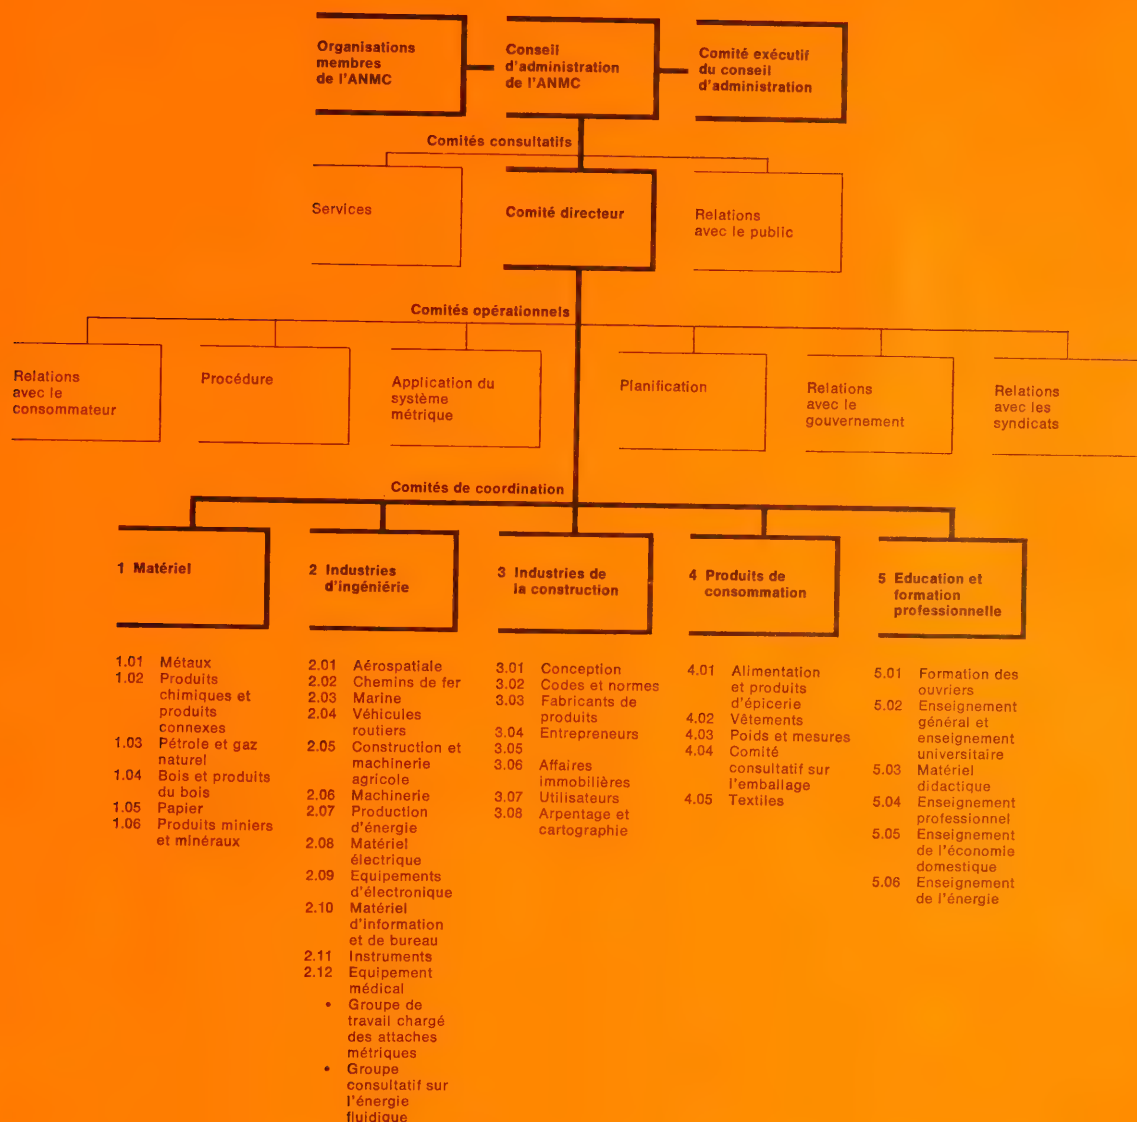 Organisations
membres
de l'ANMC
Conseil
d'administration
de l'ANMC
Comité exécutif
du conseil
d'administration
Comités consultatifs
Services
Comité directeur
Relations
avec le public
Comités opérationnels
Relations
avec le
consommateur
Procédure
Application du
système
métrique
Planification
Relations
avec le
gouvernement
Relations
avec les
syndicats
Comités de coordination
1 Matériel
2 Industries
d'ingéniérie
3 Industries de
la construction
4 Produits de
consommation
5 Education et
formation
professionnelle
1.01 Métaux
1.02 Produits
chimiques et
produits
connexes
1.03 Pétrole et gaz
naturel
1.04 Bois et produits
du bois
1.05 Papier
1.06 Produits miniers
et minéraux
2.01 Aérospatiale
2.02 Chemins de fer
2.03 Marine
2.04 Véhicules
routiers
2.05 Construction et
machinerie
agricole
2.06 Machinerie
2.07 Production
d'énergie
2.08 Matériel
électrique
2.09 Equipements
d'électronique
2.10 Matériel
d'information
et de bureau
2.11 Instruments
2.12 Equipement
médical
• Groupe de
travail chargé
des attaches
métriques
• Groupe
consultatif sur
l'énergie
fluidique
3.01 Conception
3.02 Codes et normes
3.03 Fabricants de
produits
3.04 Entrepreneurs
3.05
3.06 Affaires
immobilières
3.07 Utilisateurs
3.08 Arpentage et
cartographie
4.01 Alimentation
et produits
d'épicerie
4.02 Vêtements
4.03 Poids et mesures
4.04 Comité
consultatif sur
l'emballage
4.05 Textiles
5.01 Formation des
ouvriers
5.02 Enseignement
général et
enseignement
universitaire
5.03 Matériel
didactique
5.04 Enseignement
professionnel
5.05 Enseignement
de l'économie
domestique
5.06 Enseignement
de l'énergie